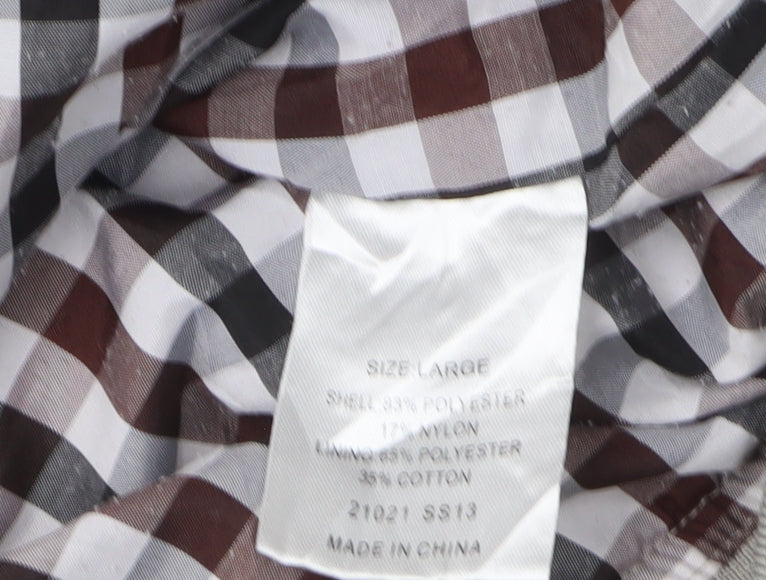 SIZE:LARGE
SHELL:83% POLYESTER
17% NYLON
LINING:65% POLYESTER
35% COTTON
21021 SS13
MADE IN CHINA